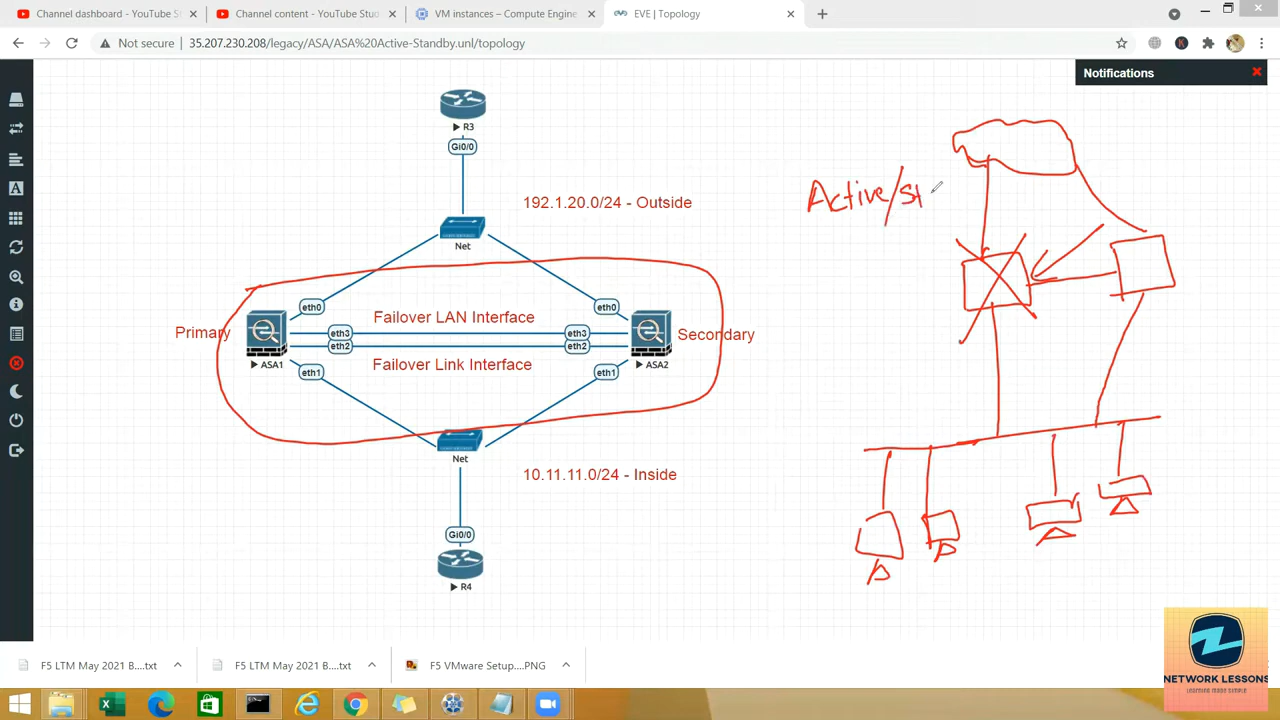 Channel dashboard - YouTube St
Channel content - YouTube Stud
VM instances – Compute Engine
EVE | Topology
Not secure | 35.207.230.208/legacy/ASA/ASA%20Active-Standby.unl/topology
K
Notifications
R3
Gi0/0
192.1.20.0/24 - Outside
Active/St
Net
eth0
eth0
Primary
Failover LAN Interface
Secondary
eth3
eth3
eth2
eth2
ASA1
Failover Link Interface
ASA2
eth1
eth1
Net
10.11.11.0/24 - Inside
Gi0/0
R4
F5 LTM May 2021 B....txt
F5 LTM May 2021 B....txt
F5 VMware Setup....PNG
NETWORK LESSONS
LEARNING MADE SIMPLE